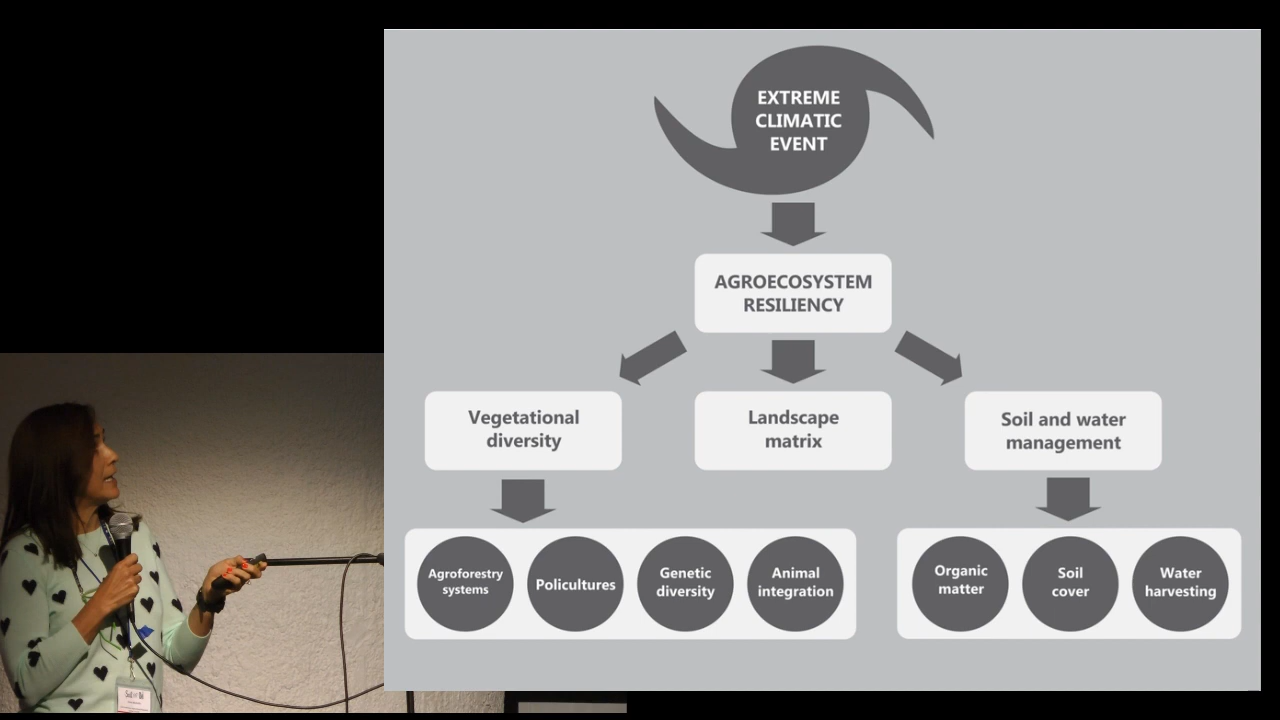 EXTREME
CLIMATIC
EVENT
AGROECOSYSTEM
RESILIENCY
Vegetational
diversity
Landscape
matrix
Soil and water
management
Agroforestry
systems
Policultures
Genetic
diversity
Animal
integration
Organic
matter
Soil
cover
Water
harvesting